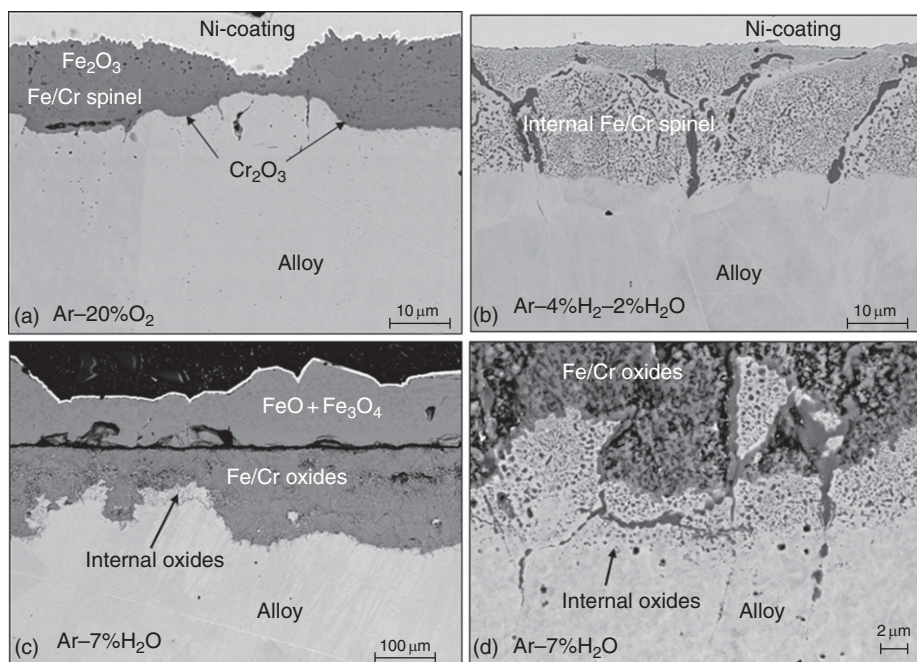 Ni-coating
Fe₂O₃
Fe/Cr spinel
Cr₂O₃
Alloy
(a) Ar–20%O₂
10 μm
Ni-coating
Internal Fe/Cr spinel
Alloy
(b) Ar–4%H₂–2%H₂O
10 μm
FeO + Fe₃O₄
Fe/Cr oxides
Internal oxides
Alloy
(c) Ar–7%H₂O
100 μm
Fe/Cr oxides
Internal oxides
Alloy
(d) Ar–7%H₂O
2 μm